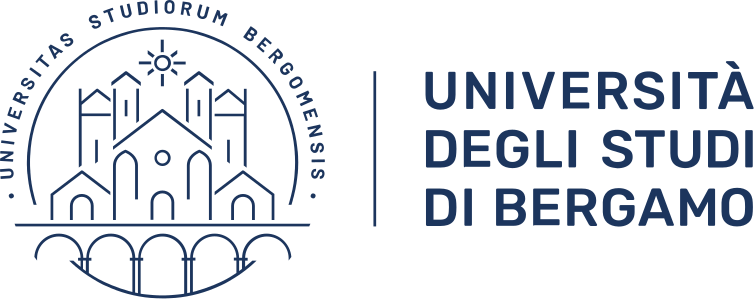 · UNIVERSITAS STUDIORUM BERGOMENSIS ·
UNIVERSITÀ
DEGLI STUDI
DI BERGAMO